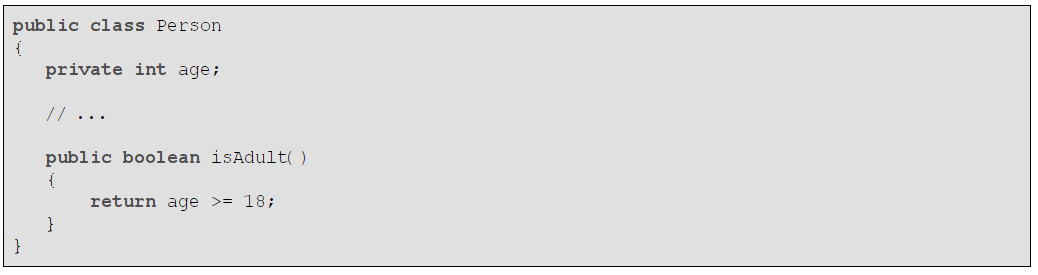 public class Person
{
private int age;
// ...
public boolean isAdult()
{
return age >= 18;
}
}